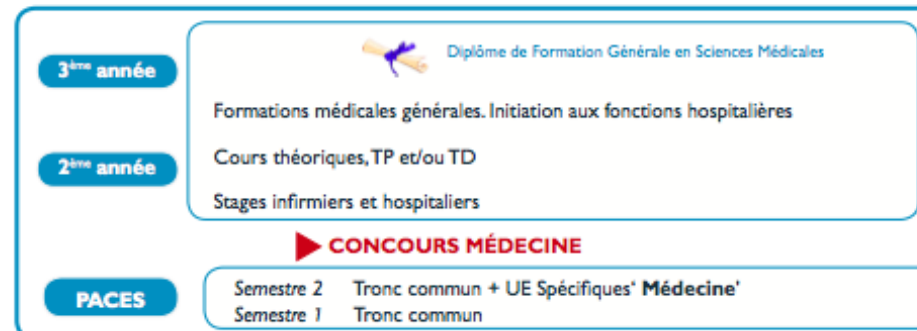 Diplôme de Formation Générale en Sciences Médicales
3ème année
Formations médicales générales. Initiation aux fonctions hospitalières
2ème année
Cours théoriques, TP et/ou TD
Stages infirmiers et hospitaliers
CONCOURS MÉDECINE
PACES
Semestre 2 Tronc commun + UE Spécifiques‘ Médecine’
Semestre 1 Tronc commun